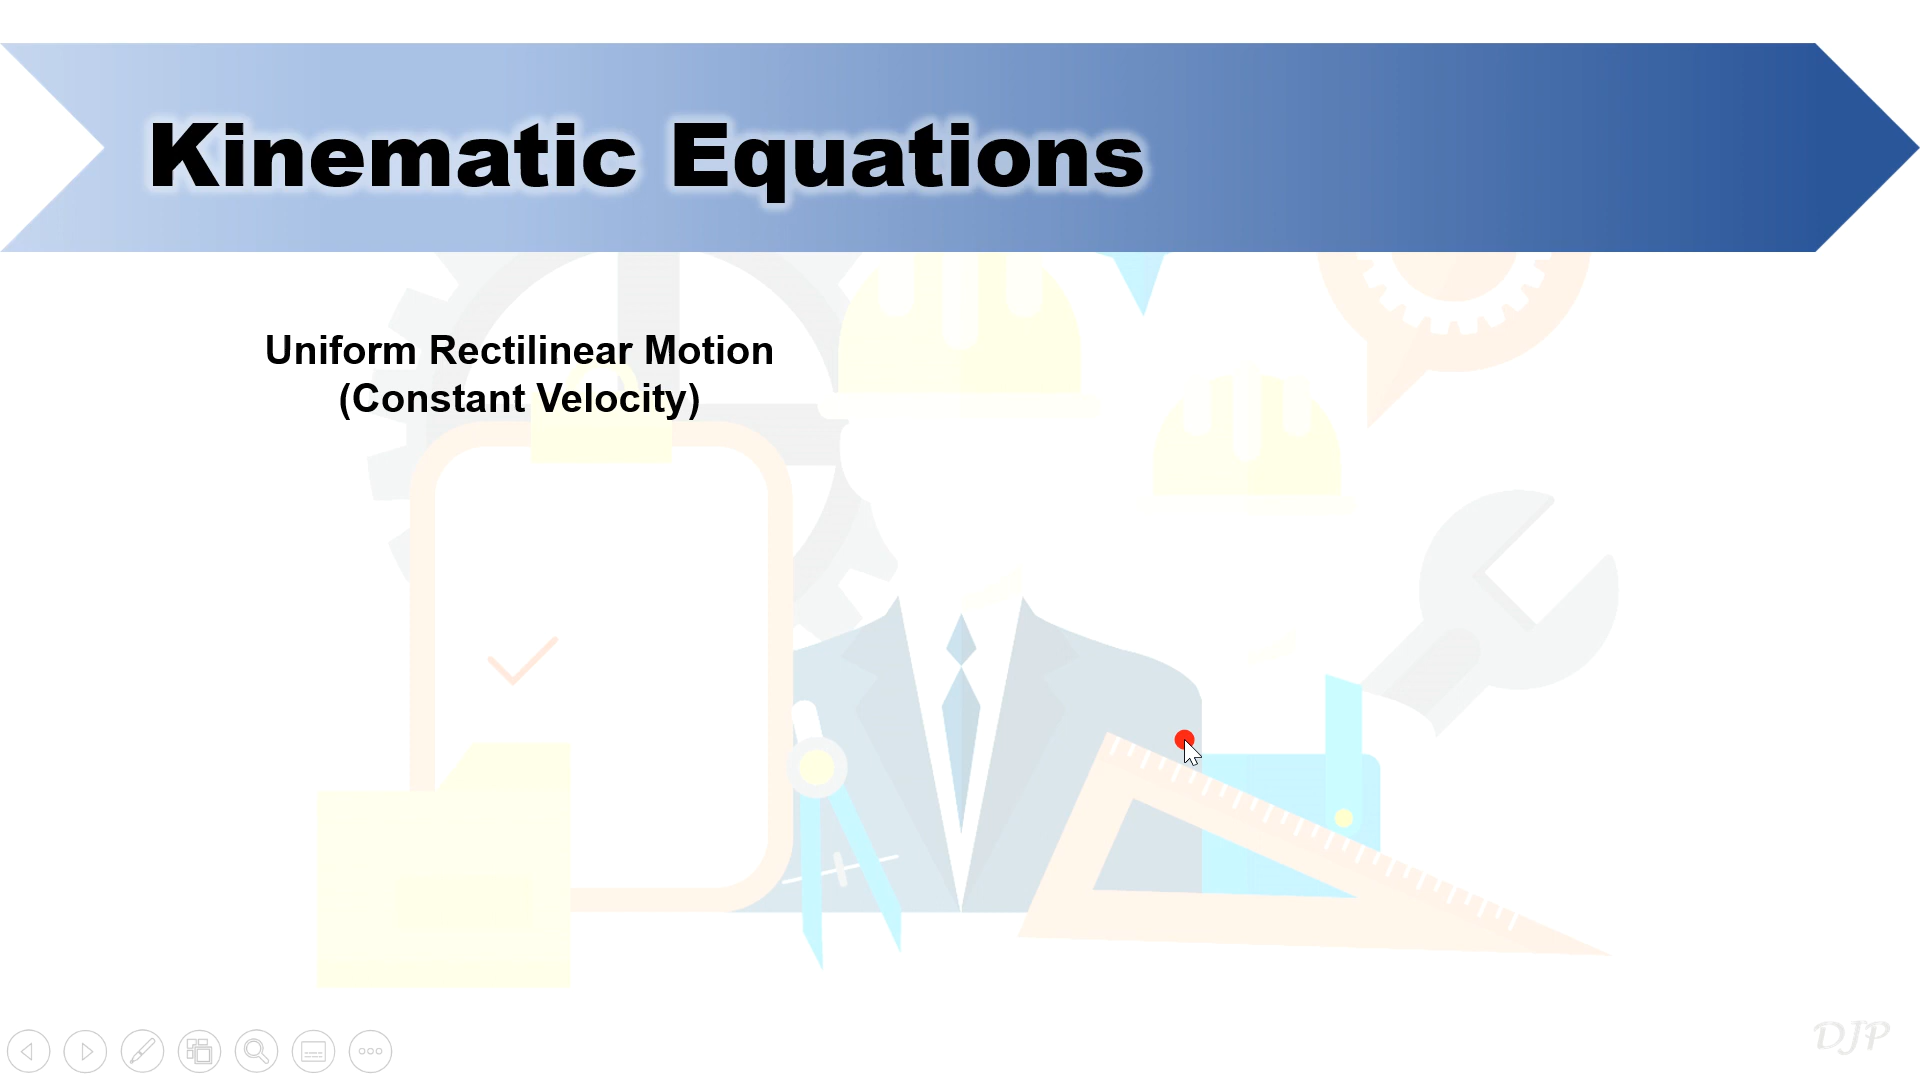 Kinematic Equations
Uniform Rectilinear Motion
(Constant Velocity)
DJP